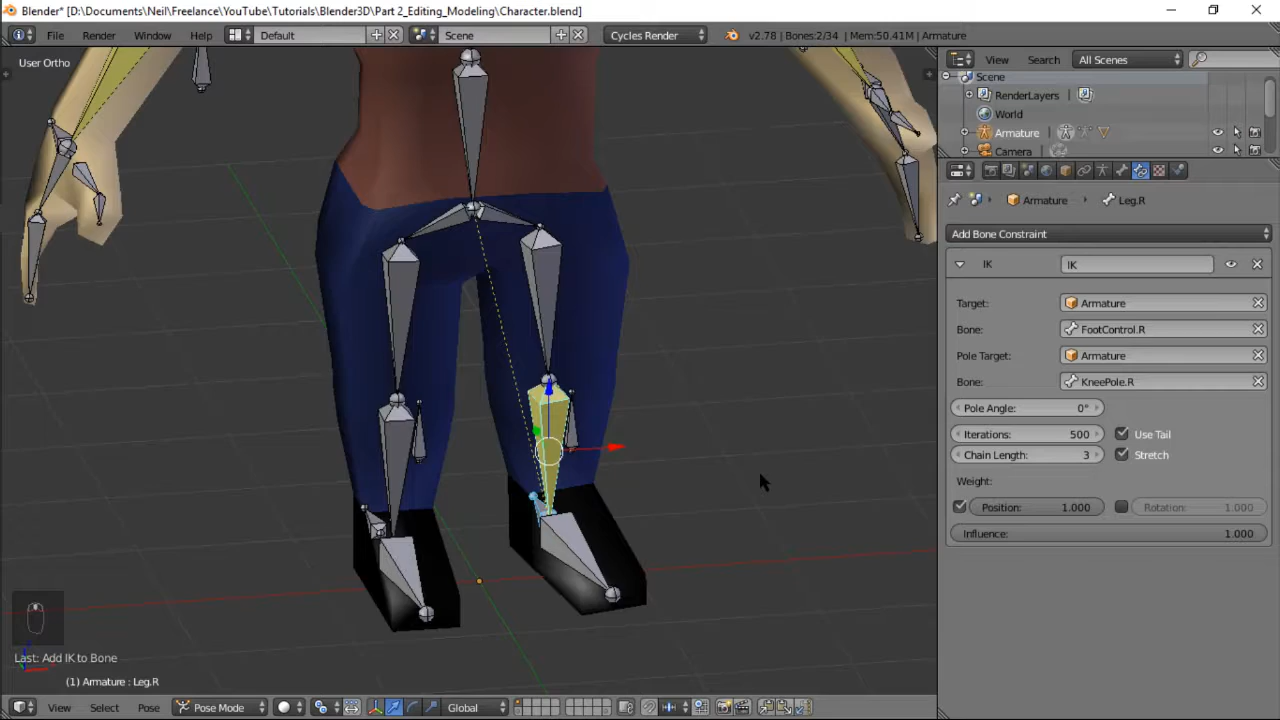 Blender* [D:\Documents\Neil\Freelance\YouTube\Tutorials\Blender3D\Part 2_Editing_Modeling\Character.blend]
File Render Window Help Default Scene Cycles Render v2.78 | Bones:2/34 | Mem:50.41M | Armature
User Ortho
View Search All Scenes
Scene
RenderLayers
World
Armature
Camera
Armature Leg.R
Add Bone Constraint
IK IK
Target: Armature
Bone: FootControl.R
Pole Target: Armature
Bone: KneePole.R
Pole Angle: 0°
Iterations: 500 Use Tail
Chain Length: 3 Stretch
Weight:
Position: 1.000 Rotation: 1.000
Influence: 1.000
Last: Add IK to Bone
(1) Armature : Leg.R
View Select Pose Pose Mode Global